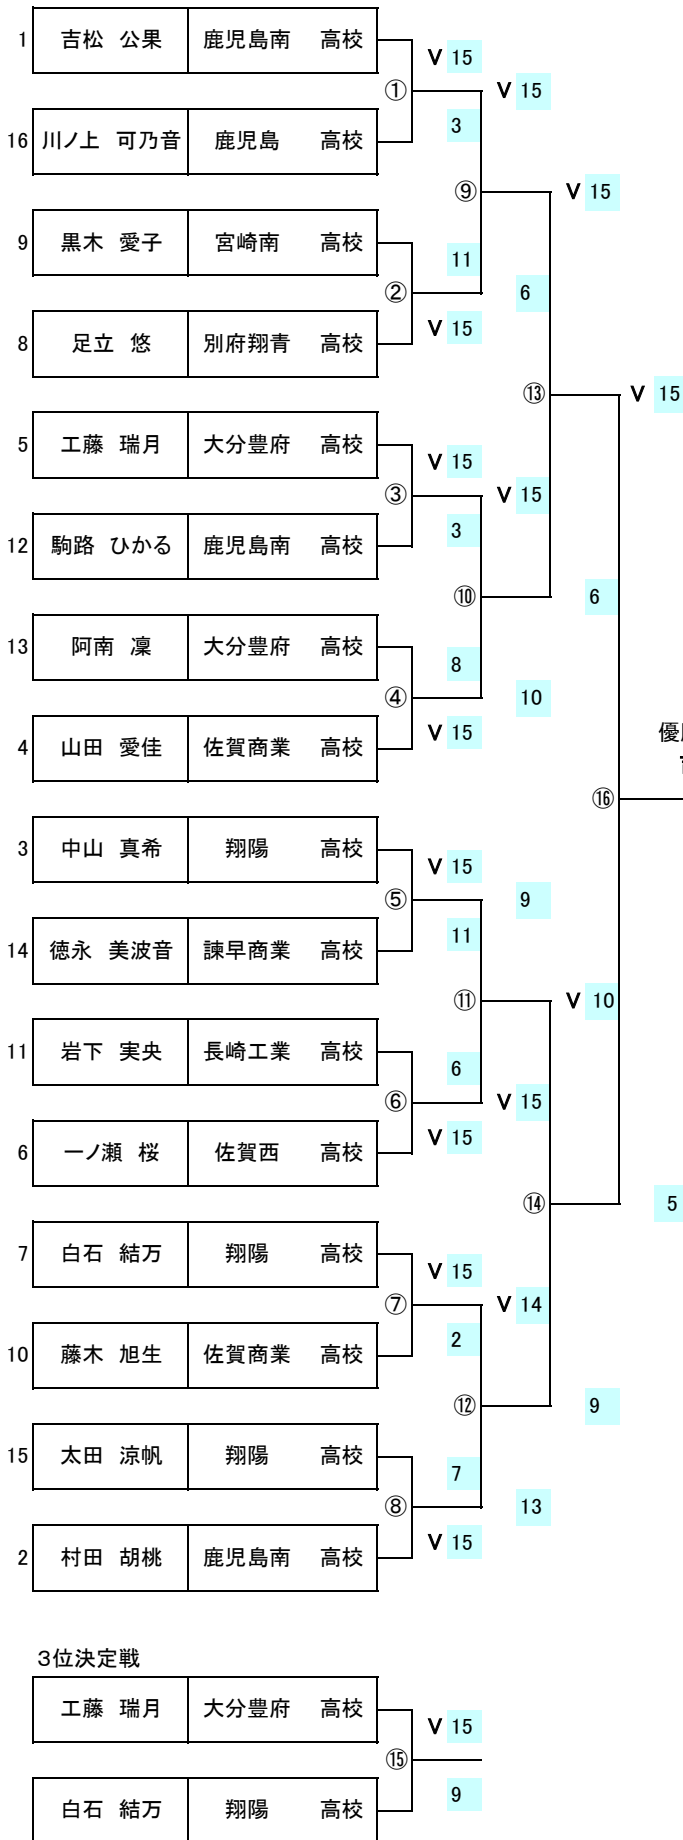 1 吉松 公果 鹿児島南 高校
V 15
① V 15
3
16 川ノ上 可乃音 鹿児島 高校
⑨ V 15
9 黒木 愛子 宮崎南 高校
11
② 6
V 15
8 足立 悠 別府翔青 高校
⑬ V 15
5 工藤 瑞月 大分豊府 高校
V 15
③ V 15
3
12 駒路 ひかる 鹿児島南 高校
⑩ 6
13 阿南 凜 大分豊府 高校
8
④ 10
V 15
4 山田 愛佳 佐賀商業 高校
優
⑯
3 中山 真希 翔陽 高校
V 15
⑤ 9
11
14 徳永 美波音 諫早商業 高校
⑪ V 10
11 岩下 実央 長崎工業 高校
6
⑥ V 15
V 15
6 一ノ瀬 桜 佐賀西 高校
⑭ 5
7 白石 結万 翔陽 高校
V 15
⑦ V 14
2
10 藤木 旭生 佐賀商業 高校
⑫ 9
15 太田 涼帆 翔陽 高校
7
⑧ 13
V 15
2 村田 胡桃 鹿児島南 高校
3位決定戦
工藤 瑞月 大分豊府 高校
V 15
⑮
9
白石 結万 翔陽 高校